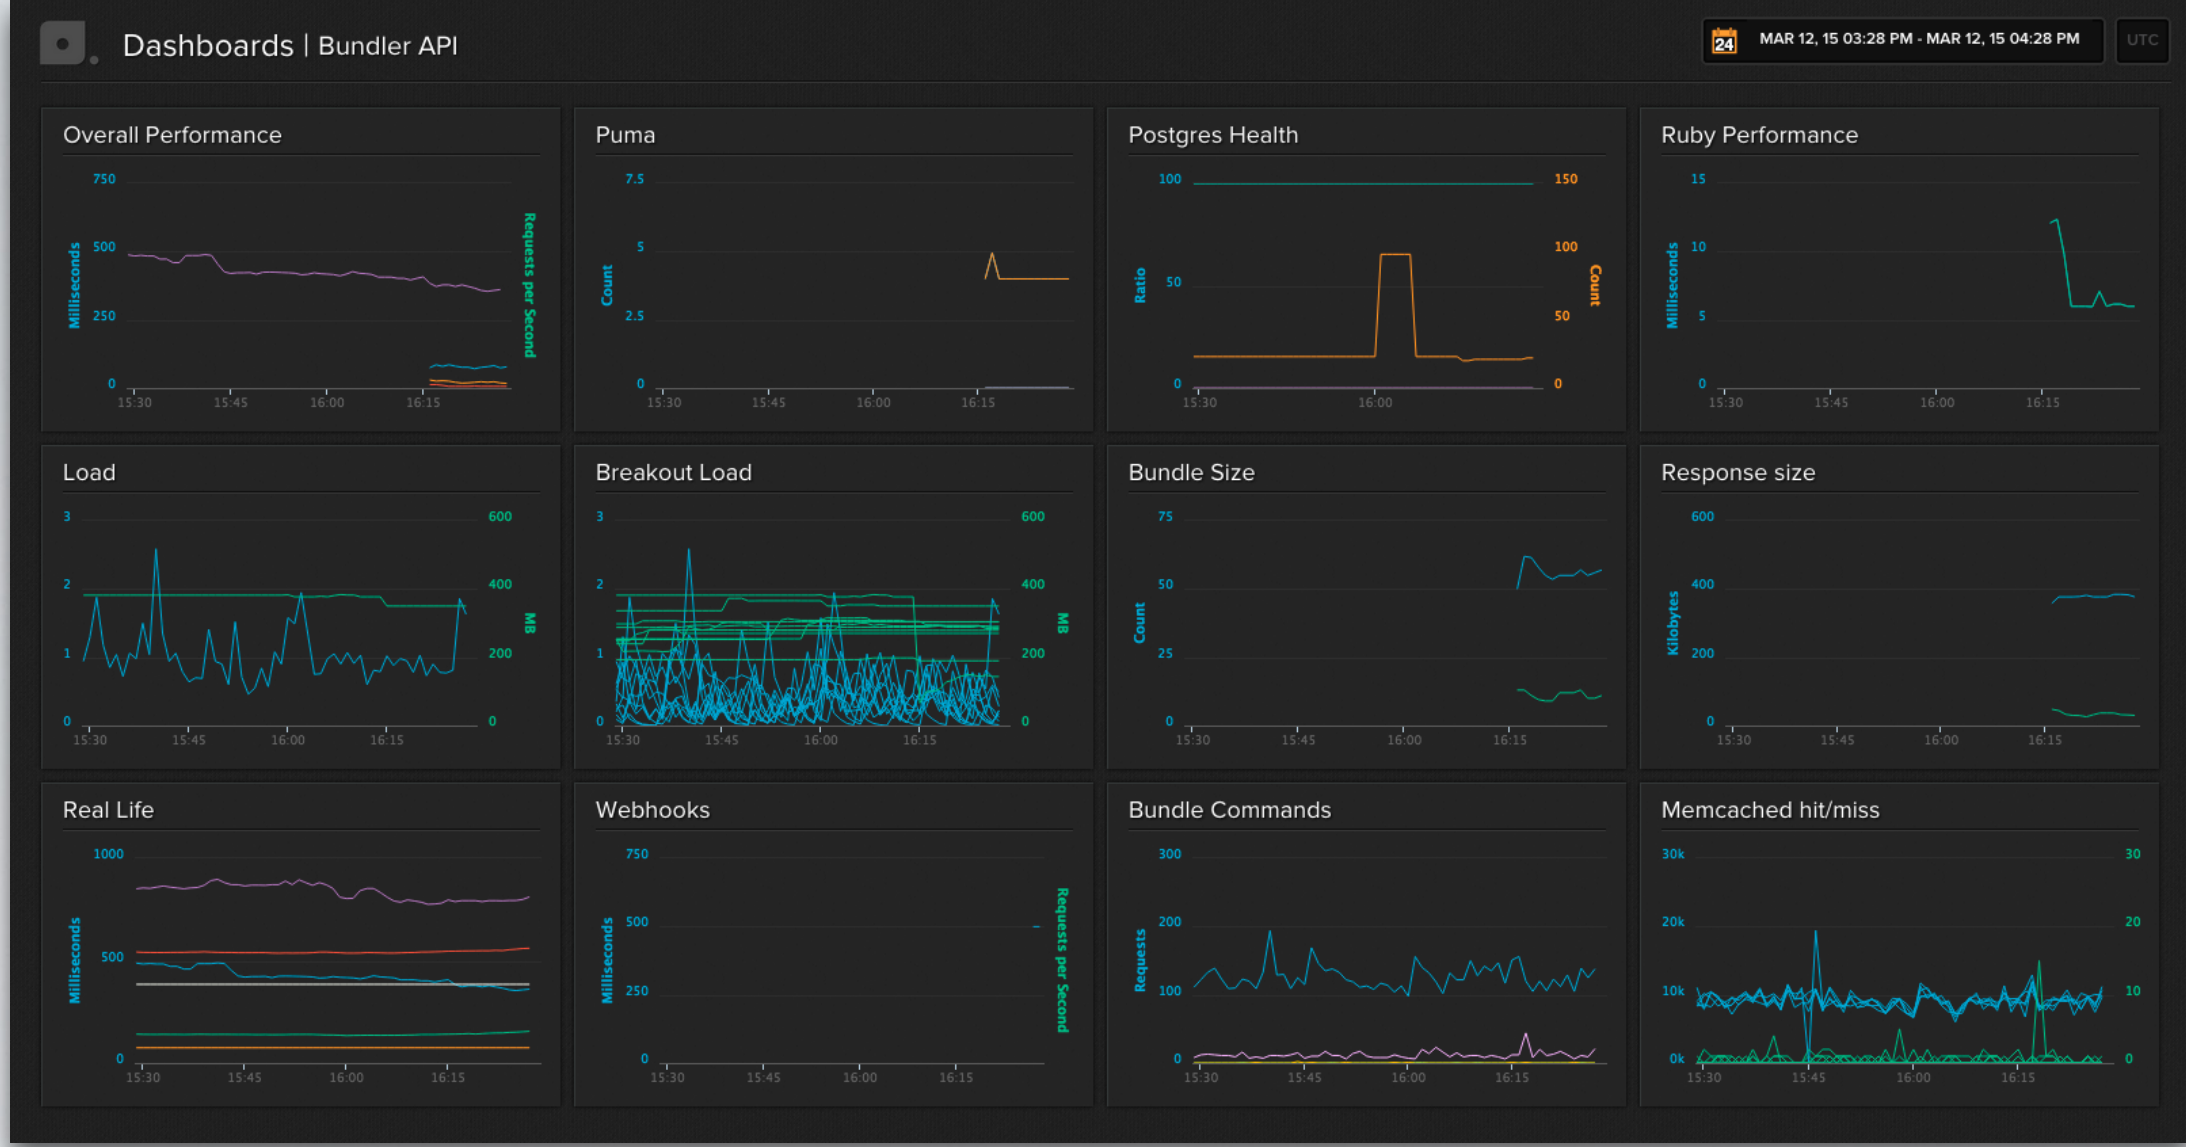 Dashboards | Bundler API
24
MAR 12, 15 03:28 PM - MAR 12, 15 04:28 PM
UTC
Overall Performance
750
500
250
0
Milliseconds
Requests per Second
15:30 15:45 16:00 16:15
Puma
7.5
5
2.5
0
Count
15:30 15:45 16:00 16:15
Postgres Health
100
50
0
Ratio
150
100
50
0
Count
15:30 16:00
Ruby Performance
15
10
5
0
Milliseconds
15:30 15:45 16:00 16:15
Load
3
2
1
0
600
400
200
0
MB
15:30 15:45 16:00 16:15
Breakout Load
3
2
1
0
600
400
200
0
MB
15:30 15:45 16:00 16:15
Bundle Size
75
50
25
0
Count
15:30 15:45 16:00 16:15
Response size
600
400
200
0
Kilobytes
15:30 15:45 16:00 16:15
Real Life
1000
500
0
Milliseconds
15:30 15:45 16:00 16:15
Webhooks
750
500
250
0
Milliseconds
Requests per Second
15:30 15:45 16:00 16:15
Bundle Commands
300
200
100
0
Requests
15:30 15:45 16:00 16:15
Memcached hit/miss
30k
20k
10k
0k
30
20
10
0
15:30 15:45 16:00 16:15